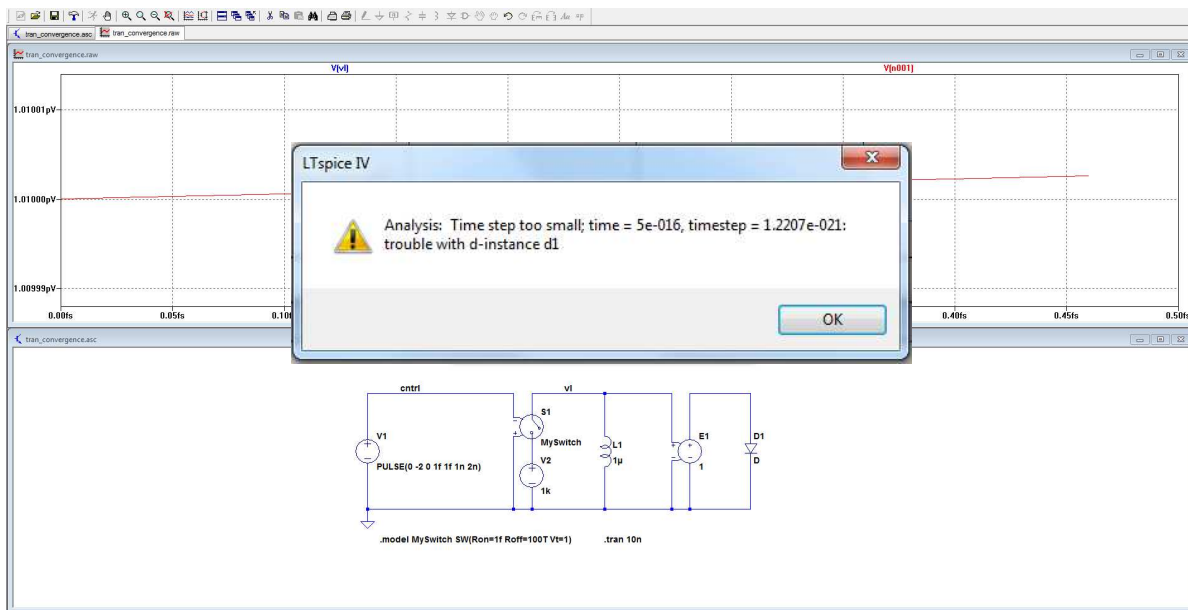 tran_convergence.asc tran_convergence.raw
tran_convergence.raw
V(vl) V(n001)
1.01001pV
1.01000pV
1.00999pV
0.00fs 0.05fs 0.10f 0.40fs 0.45fs 0.50fs
LTspice IV
Analysis: Time step too small; time = 5e-016, timestep = 1.2207e-021:
trouble with d-instance d1
OK
tran_convergence.asc
cntrl vl
S1
V1 MySwitch L1 E1 D1
V2 1µ 1 D
PULSE(0 -2 0 1f 1f 1n 2n)
1k
.model MySwitch SW(Ron=1f Roff=100T Vt=1) .tran 10n